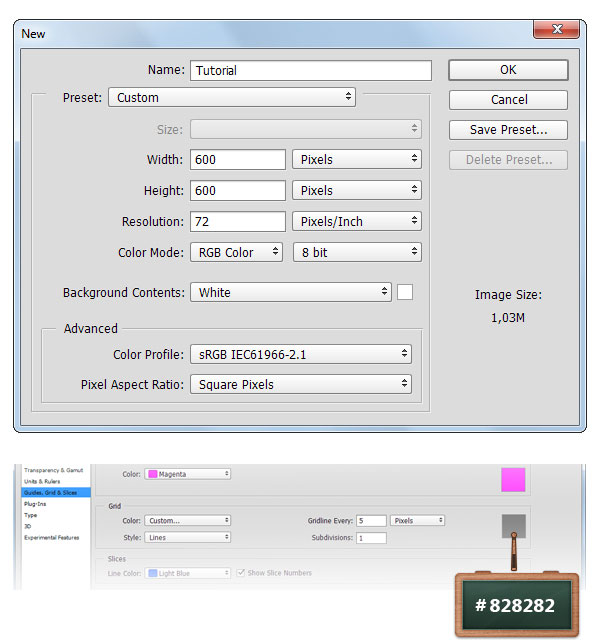 New
Name: Tutorial
OK
Preset: Custom
Cancel
Size:
Save Preset...
Width: 600 Pixels
Delete Preset...
Height: 600 Pixels
Resolution: 72 Pixels/Inch
Color Mode: RGB Color 8 bit
Background Contents: White
Image Size:
1,03M
Advanced
Color Profile: sRGB IEC61966-2.1
Pixel Aspect Ratio: Square Pixels
Transparency & Gamut
Units & Rulers
Guides, Grid & Slices
Plug-Ins
Type
3D
Experimental Features
Color: Magenta
Grid
Color: Custom... Gridline Every: 5 Pixels
Style: Lines Subdivisions: 1
Slices
Line Color: Light Blue Show Slice Numbers
#828282